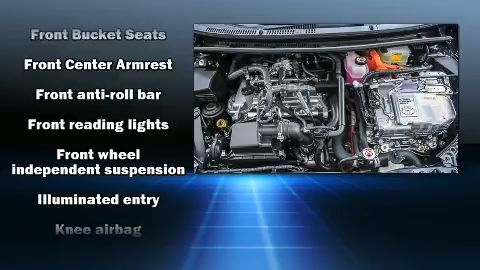 Front Bucket Seats
Front Center Armrest
Front anti-roll bar
Front reading lights
Front wheel
independent suspension
Illuminated entry
Knee airbag